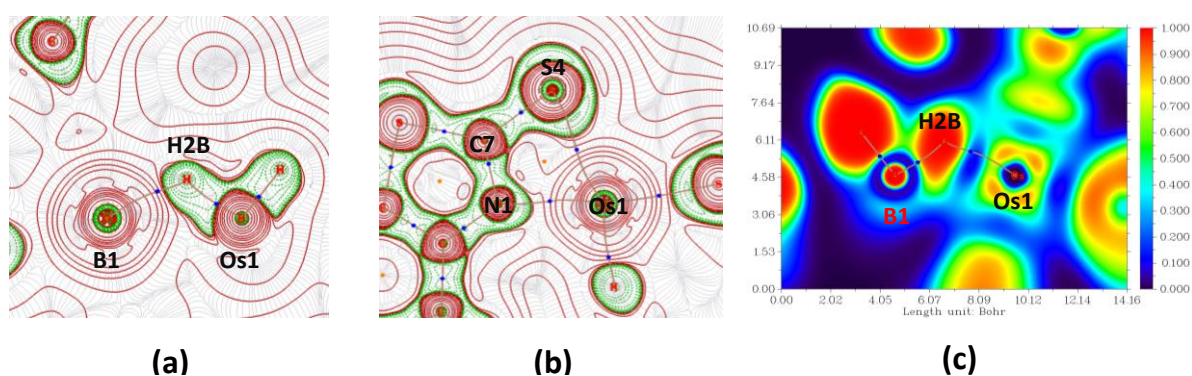 H2B
H
H
B1
Os1
(a)
S4
C7
N1
Os1
H
(b)
10.69
9.17
7.64
6.11
4.58
3.06
1.53
0.00
H2B
B1
Os1
0.00 2.02 4.05 6.07 8.09 10.12 12.14 14.16
Length unit: Bohr
1.000
0.900
0.800
0.700
0.600
0.500
0.400
0.300
0.200
0.100
0.000
(c)